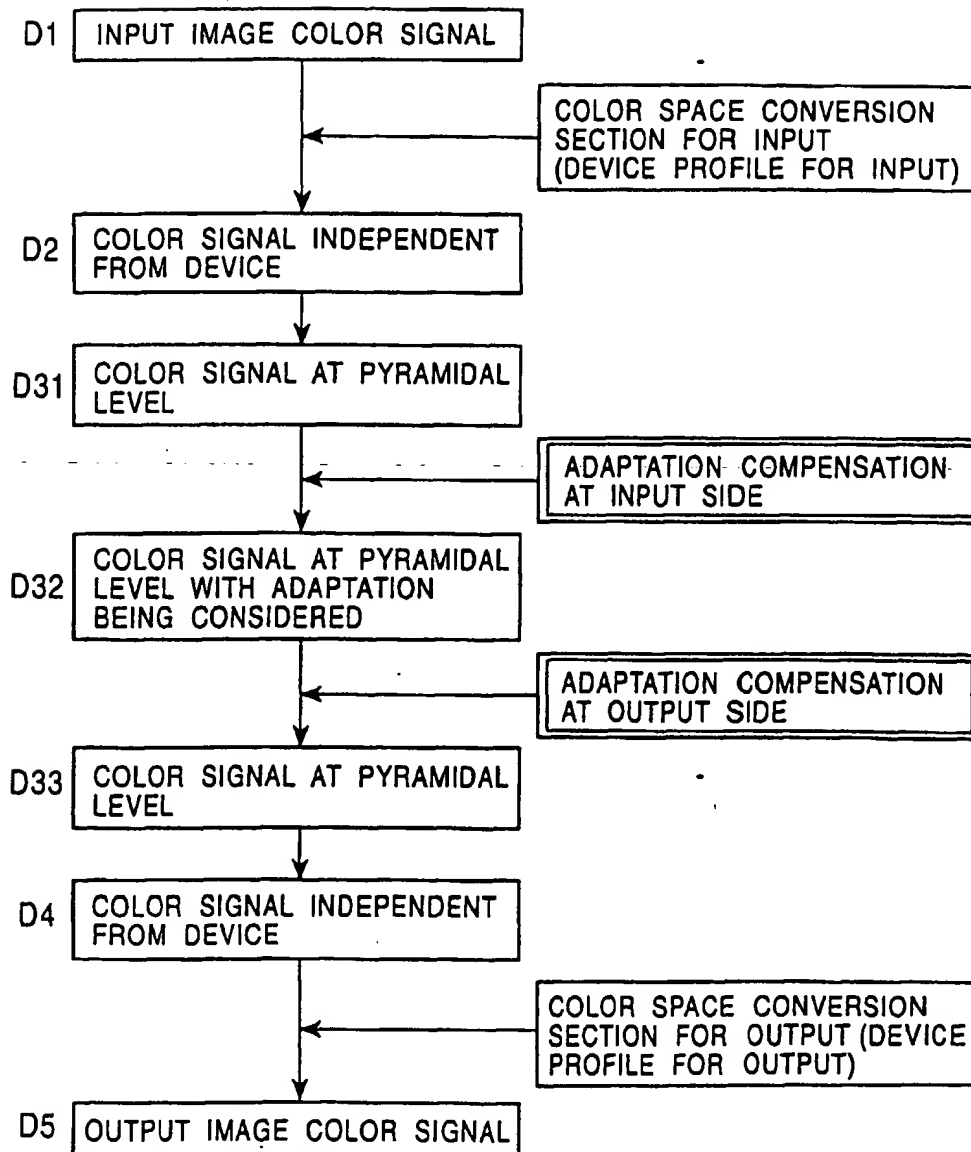 D1 INPUT IMAGE COLOR SIGNAL
COLOR SPACE CONVERSION
SECTION FOR INPUT
(DEVICE PROFILE FOR INPUT)
D2 COLOR SIGNAL INDEPENDENT
FROM DEVICE
D31 COLOR SIGNAL AT PYRAMIDAL
LEVEL
ADAPTATION COMPENSATION
AT INPUT SIDE
D32 COLOR SIGNAL AT PYRAMIDAL
LEVEL WITH ADAPTATION
BEING CONSIDERED
ADAPTATION COMPENSATION
AT OUTPUT SIDE
D33 COLOR SIGNAL AT PYRAMIDAL
LEVEL
D4 COLOR SIGNAL INDEPENDENT
FROM DEVICE
COLOR SPACE CONVERSION
SECTION FOR OUTPUT (DEVICE
PROFILE FOR OUTPUT)
D5 OUTPUT IMAGE COLOR SIGNAL